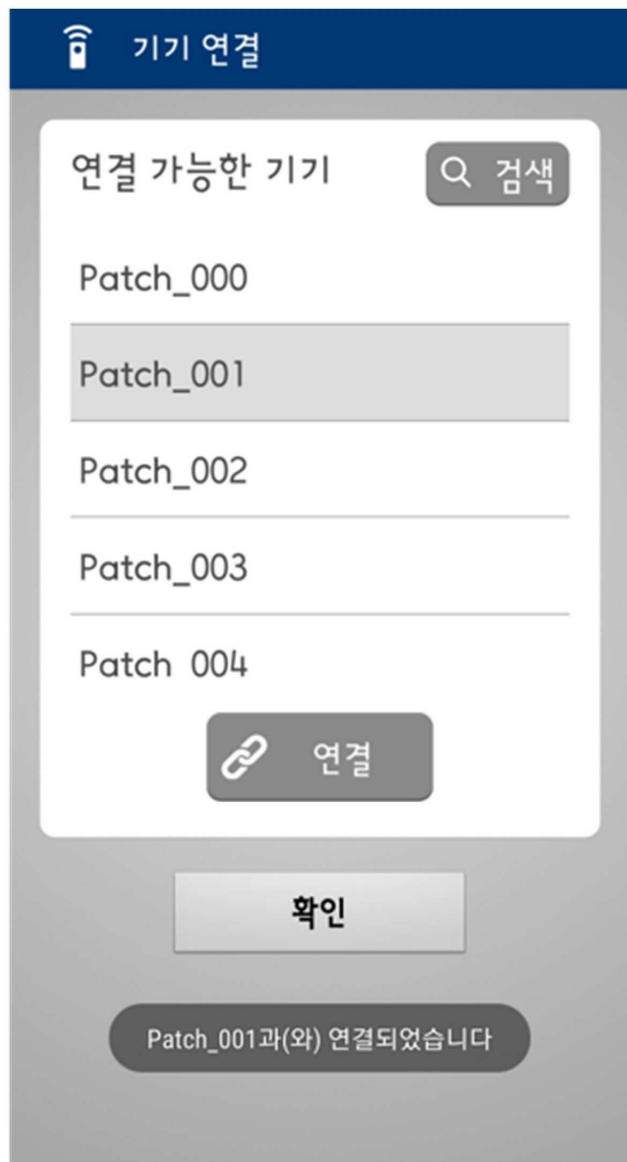 기기 연결
연결 가능한 기기
검색
Patch_000
Patch_001
Patch_002
Patch_003
Patch 004
연결
확인
Patch_001과(와) 연결되었습니다